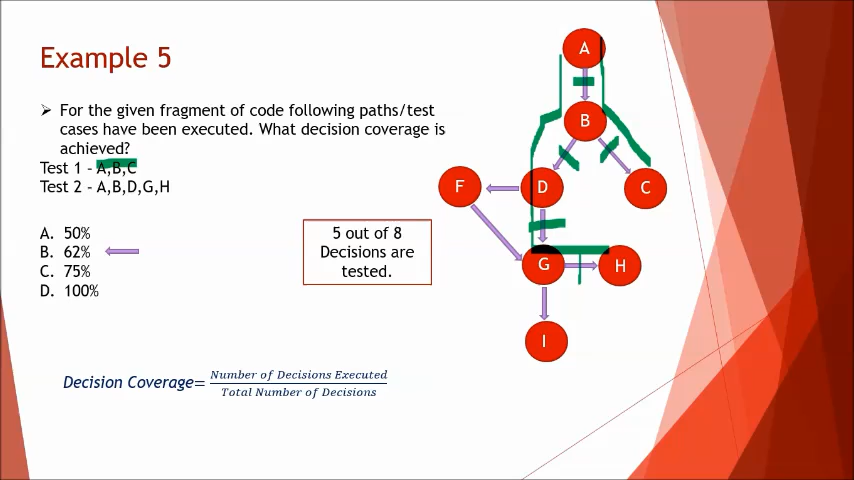 Example 5
➤ For the given fragment of code following paths/test
cases have been executed. What decision coverage is
achieved?
Test 1 - A,B,C
Test 2 - A,B,D,G,H
A. 50%
B. 62%
C. 75%
D. 100%
5 out of 8
Decisions are
tested.
Decision Coverage= Number of Decisions Executed
Total Number of Decisions
A
B
F
D
C
G
H
I